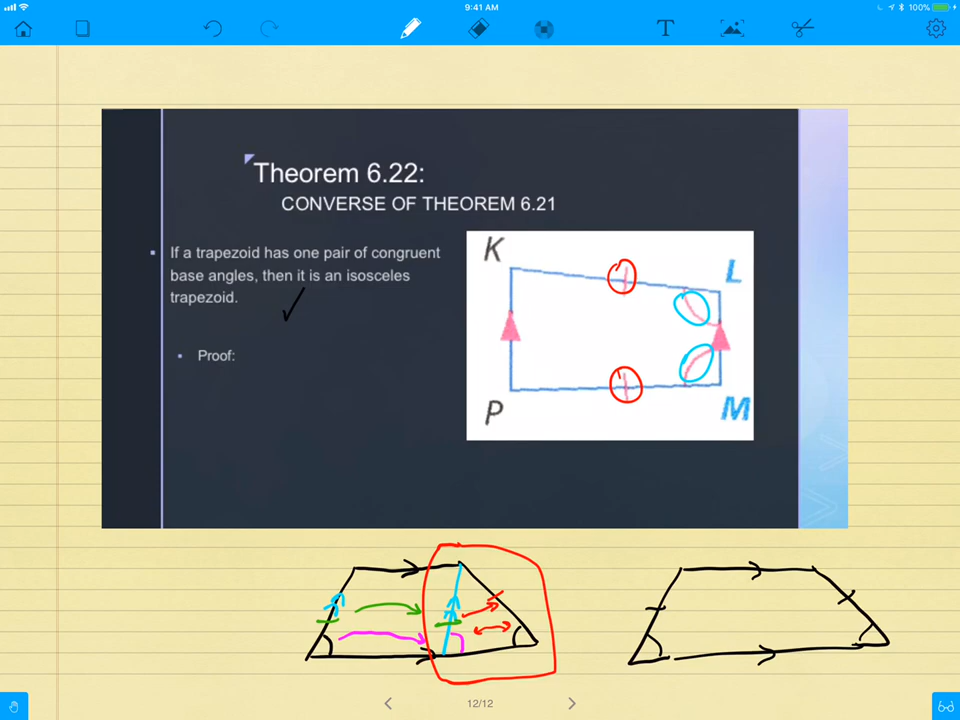 9:41 AM
100%
T
Theorem 6.22:
CONVERSE OF THEOREM 6.21
If a trapezoid has one pair of congruent
base angles, then it is an isosceles
trapezoid.
Proof:
K
L
P
M
12/12